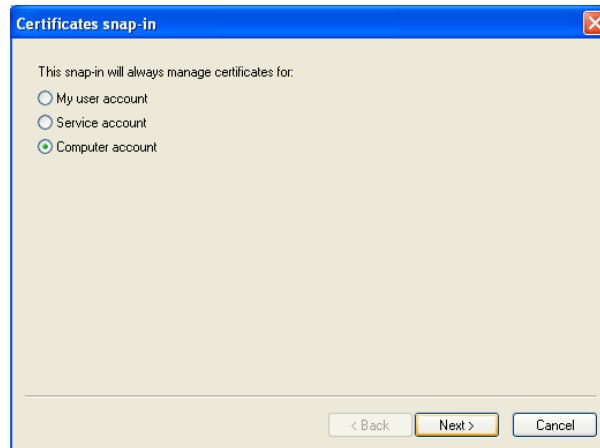 Certificates snap-in
This snap-in will always manage certificates for:
My user account
Service account
Computer account
< Back Next > Cancel